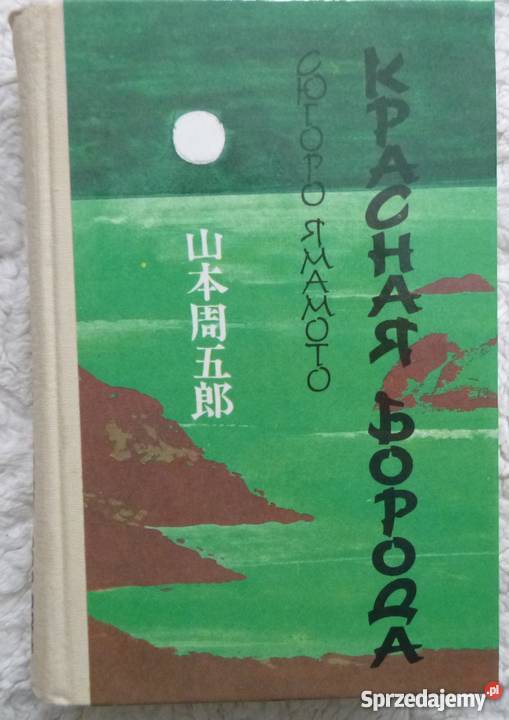 КРАСНАЯ БОРОДА
СЮГОРО ЯМАМОТО
山本周五郎
Sprzedajemy.pl